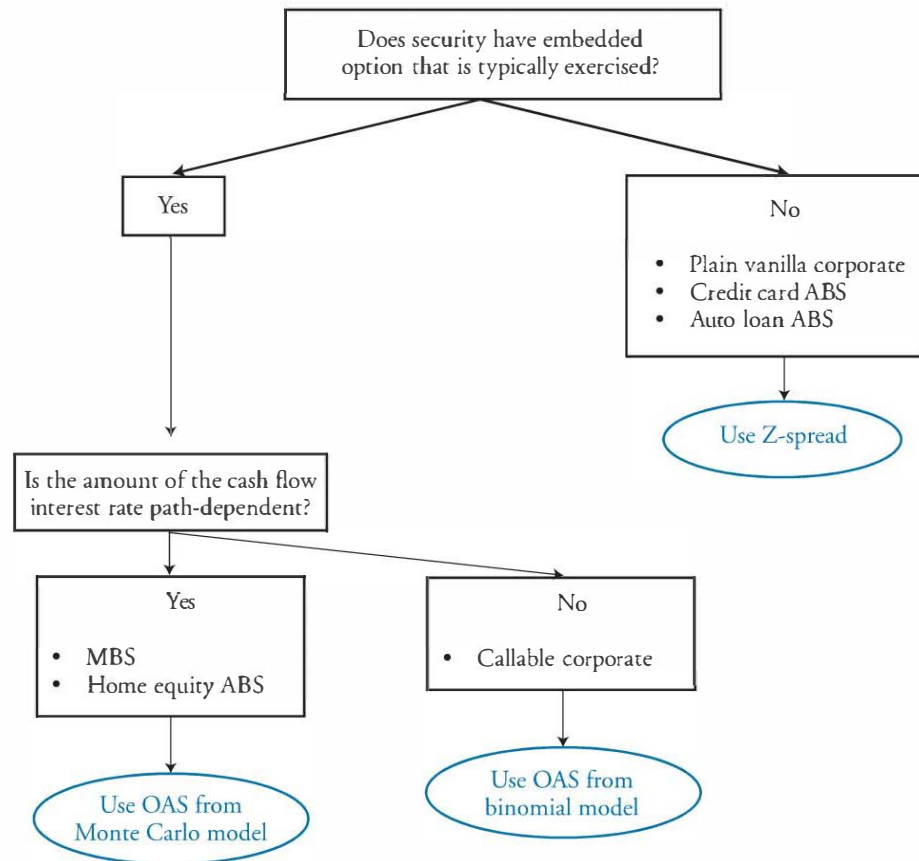 Does security have embedded
option that is typically exercised?
Yes
No
• Plain vanilla corporate
• Credit card ABS
• Auto loan ABS
Use Z-spread
Is the amount of the cash flow
interest rate path-dependent?
Yes
• MBS
• Home equity ABS
No
• Callable corporate
Use OAS from
Monte Carlo model
Use OAS from
binomial model